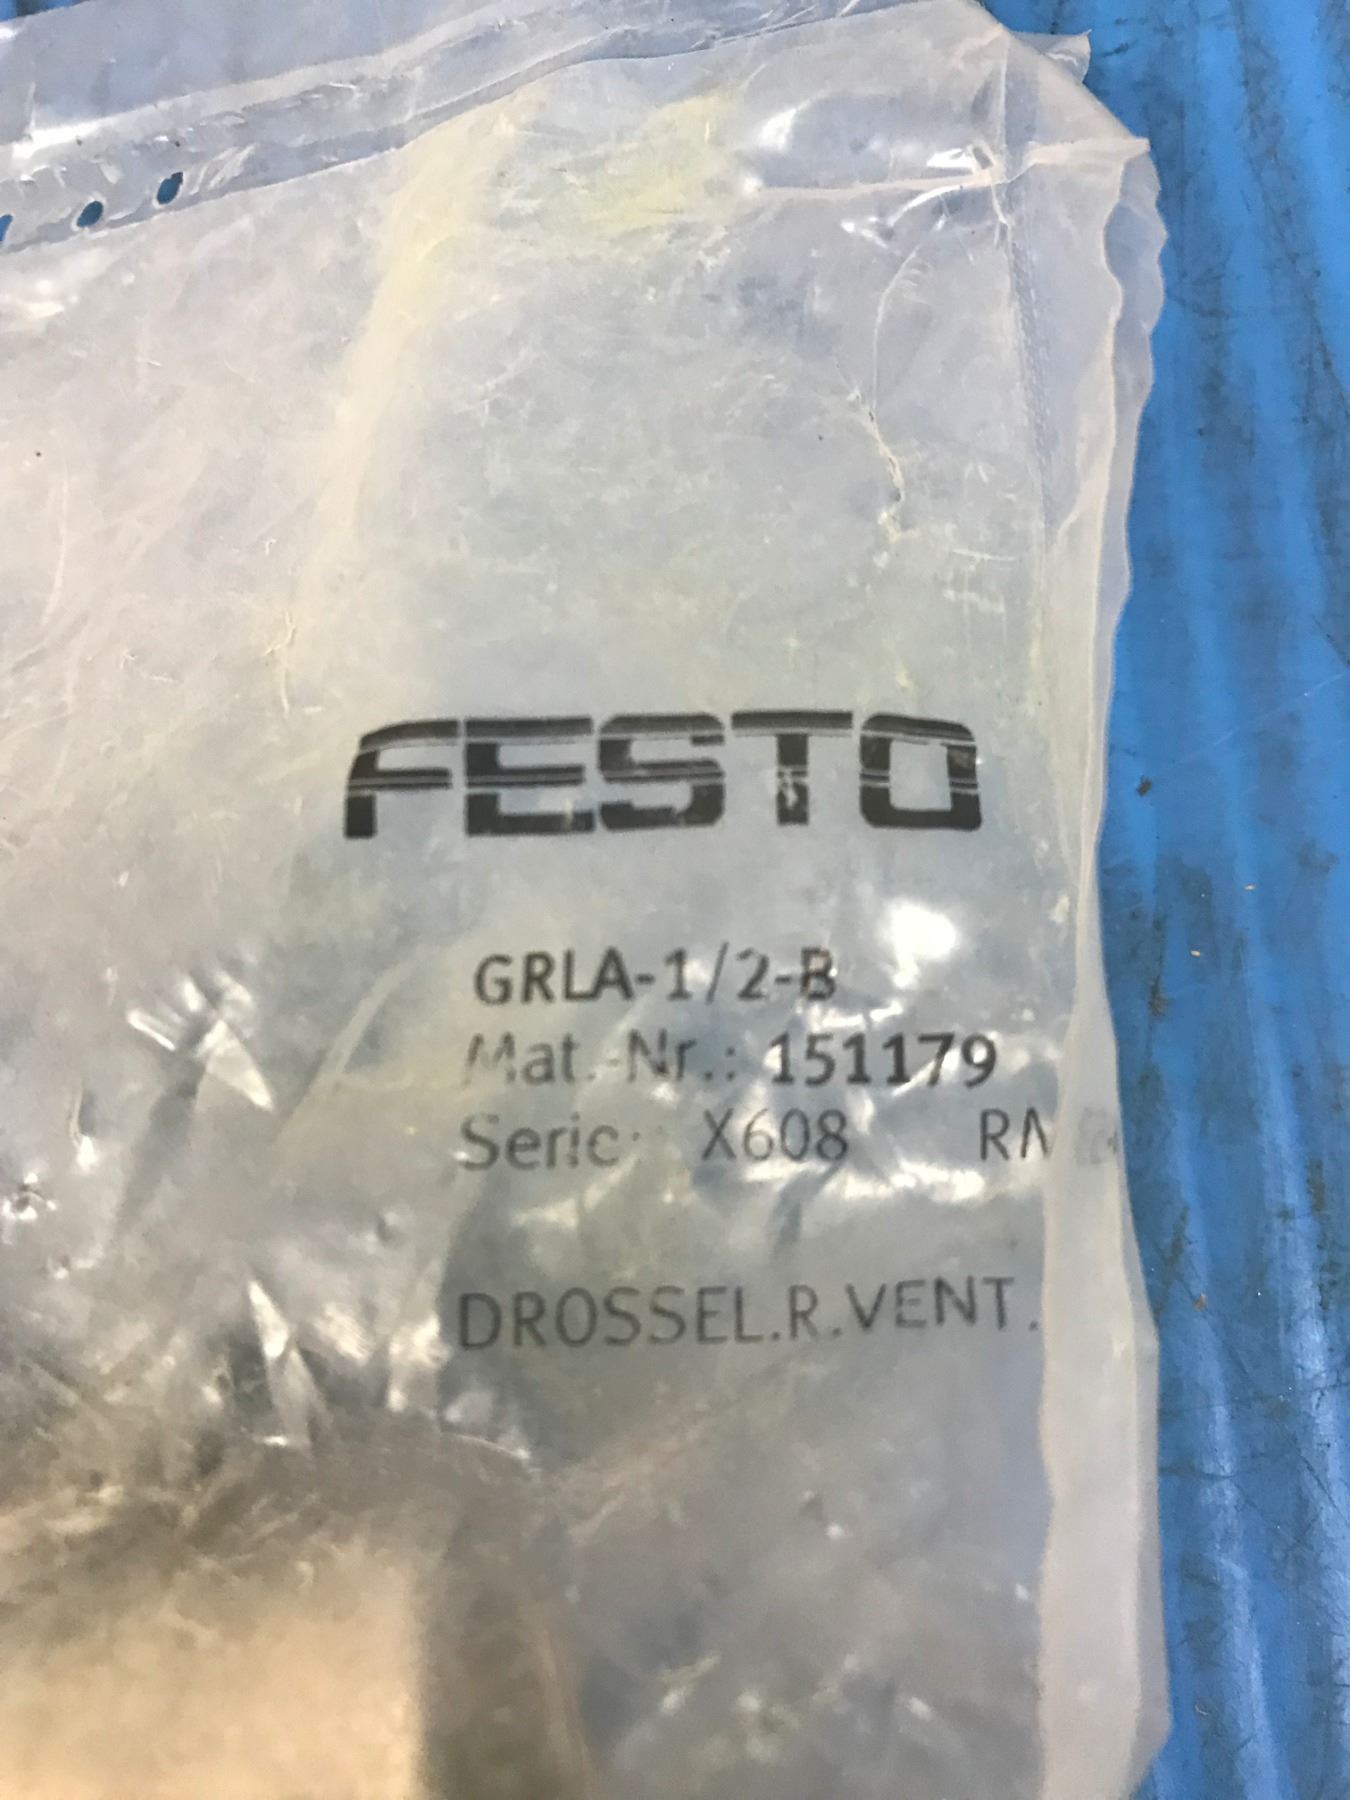 FESTO
GRLA-1/2-B
Mat.-Nr.: 151179
Serie: X608
DROSSEL.R.VENT.